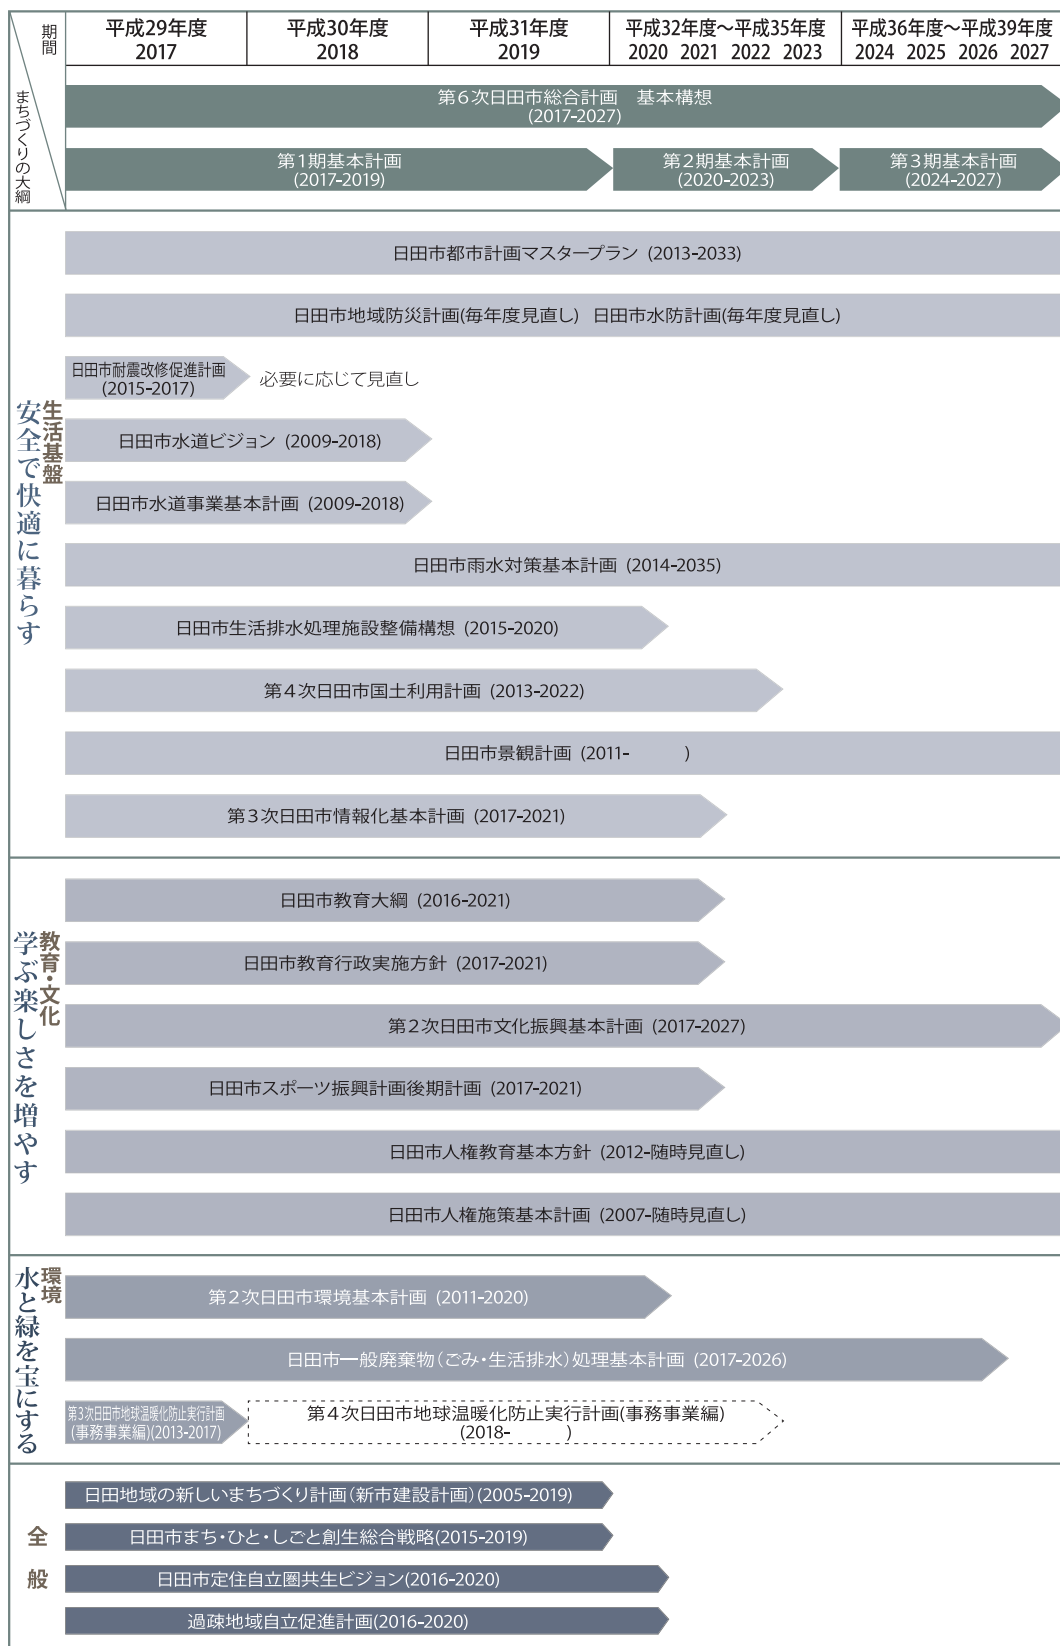 期間
まちづくりの大綱
平成29年度
2017
平成30年度
2018
平成31年度
2019
平成32年度～平成35年度
2020 2021 2022 2023
平成36年度～平成39年度
2024 2025 2026 2027
第6次日田市総合計画 基本構想
(2017-2027)
第1期基本計画
(2017-2019)
第2期基本計画
(2020-2023)
第3期基本計画
(2024-2027)
生活基盤
安全で快適に暮らす
日田市都市計画マスタープラン (2013-2033)
日田市地域防災計画(毎年度見直し) 日田市水防計画(毎年度見直し)
日田市耐震改修促進計画
(2015-2017)
必要に応じて見直し
日田市水道ビジョン (2009-2018)
日田市水道事業基本計画 (2009-2018)
日田市雨水対策基本計画 (2014-2035)
日田市生活排水処理施設整備構想 (2015-2020)
第4次日田市国土利用計画 (2013-2022)
日田市景観計画 (2011- )
第3次日田市情報化基本計画 (2017-2021)
教育・文化
学ぶ楽しさを増やす
日田市教育大綱 (2016-2021)
日田市教育行政実施方針 (2017-2021)
第2次日田市文化振興基本計画 (2017-2027)
日田市スポーツ振興計画後期計画 (2017-2021)
日田市人権教育基本方針 (2012-随時見直し)
日田市人権施策基本計画 (2007-随時見直し)
環境
水と緑を宝にする
第2次日田市環境基本計画 (2011-2020)
日田市一般廃棄物(ごみ・生活排水)処理基本計画 (2017-2026)
第3次日田市地球温暖化防止実行計画
(事務事業編)(2013-2017)
第4次日田市地球温暖化防止実行計画(事務事業編)
(2018- )
全般
日田地域の新しいまちづくり計画(新市建設計画)(2005-2019)
日田市まち・ひと・しごと創生総合戦略(2015-2019)
日田市定住自立圏共生ビジョン(2016-2020)
過疎地域自立促進計画(2016-2020)